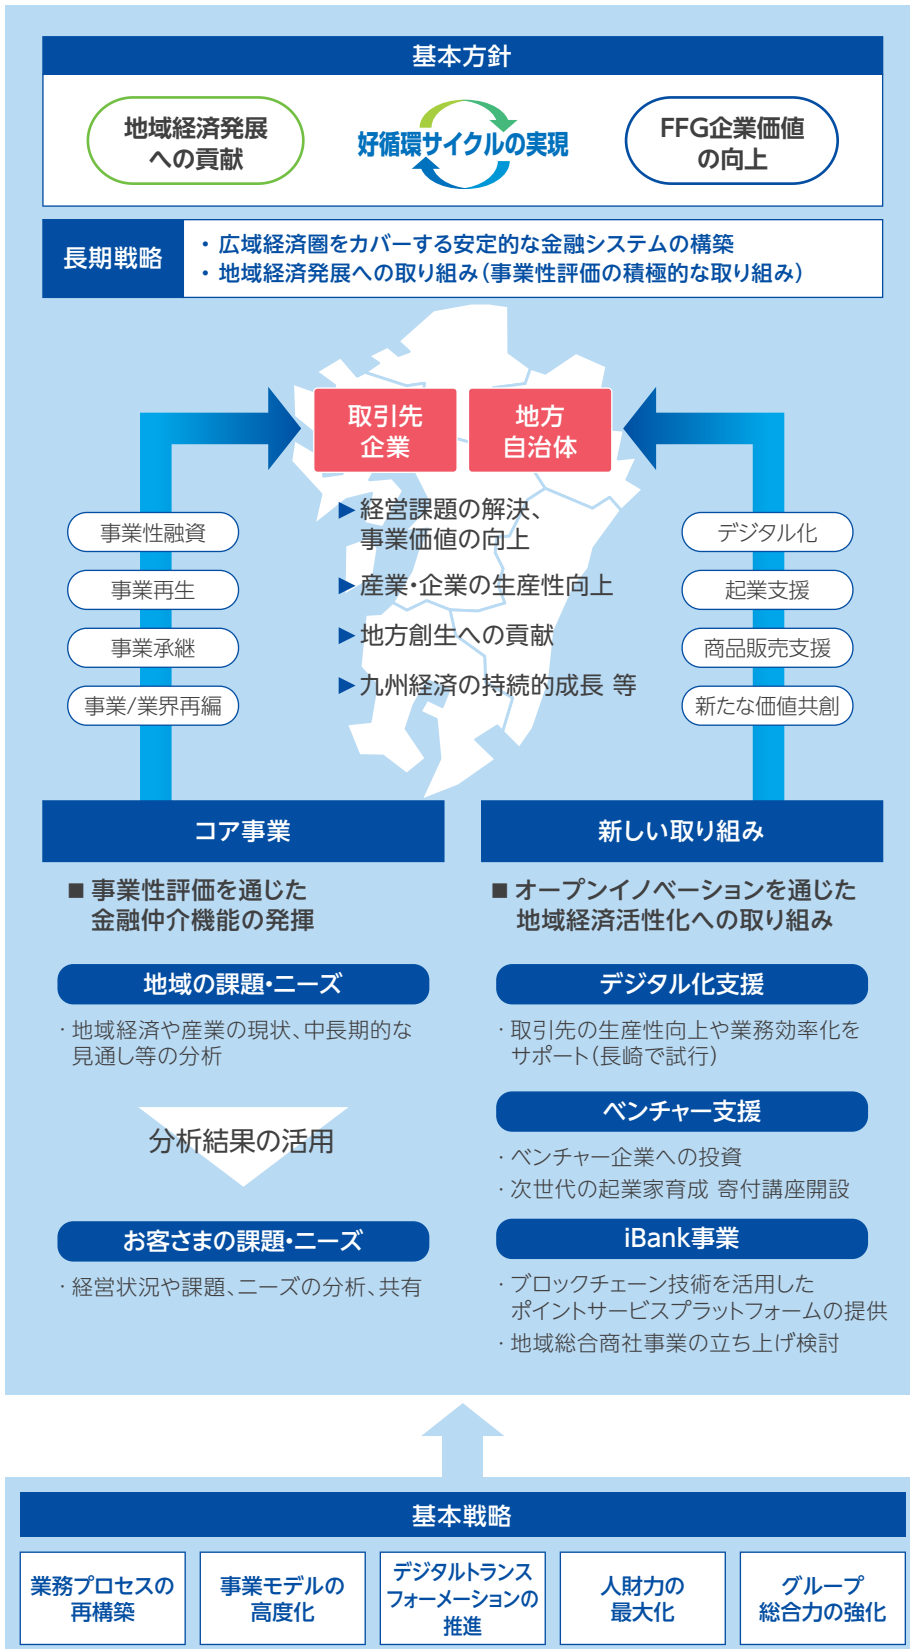 基本方針
地域経済発展
への貢献
好循環サイクルの実現
FFG企業価値
の向上
長期戦略
・広域経済圏をカバーする安定的な金融システムの構築
・地域経済発展への取り組み(事業性評価の積極的な取り組み)
取引先
企業
地方
自治体
▶経営課題の解決、
事業価値の向上
▶産業・企業の生産性向上
▶地方創生への貢献
▶九州経済の持続的成長 等
事業性融資
事業再生
事業承継
事業/業界再編
デジタル化
起業支援
商品販売支援
新たな価値共創
コア事業
■ 事業性評価を通じた
金融仲介機能の発揮
地域の課題・ニーズ
・地域経済や産業の現状、中長期的な
見通し等の分析
分析結果の活用
お客さまの課題・ニーズ
・経営状況や課題、ニーズの分析、共有
新しい取り組み
■ オープンイノベーションを通じた
地域経済活性化への取り組み
デジタル化支援
・取引先の生産性向上や業務効率化を
サポート(長崎で試行)
ベンチャー支援
・ベンチャー企業への投資
・次世代の起業家育成 寄付講座開設
iBank事業
・ブロックチェーン技術を活用した
ポイントサービスプラットフォームの提供
・地域総合商社事業の立ち上げ検討
基本戦略
業務プロセスの
再構築
事業モデルの
高度化
デジタルトランス
フォーメーションの
推進
人財力の
最大化
グループ
総合力の強化